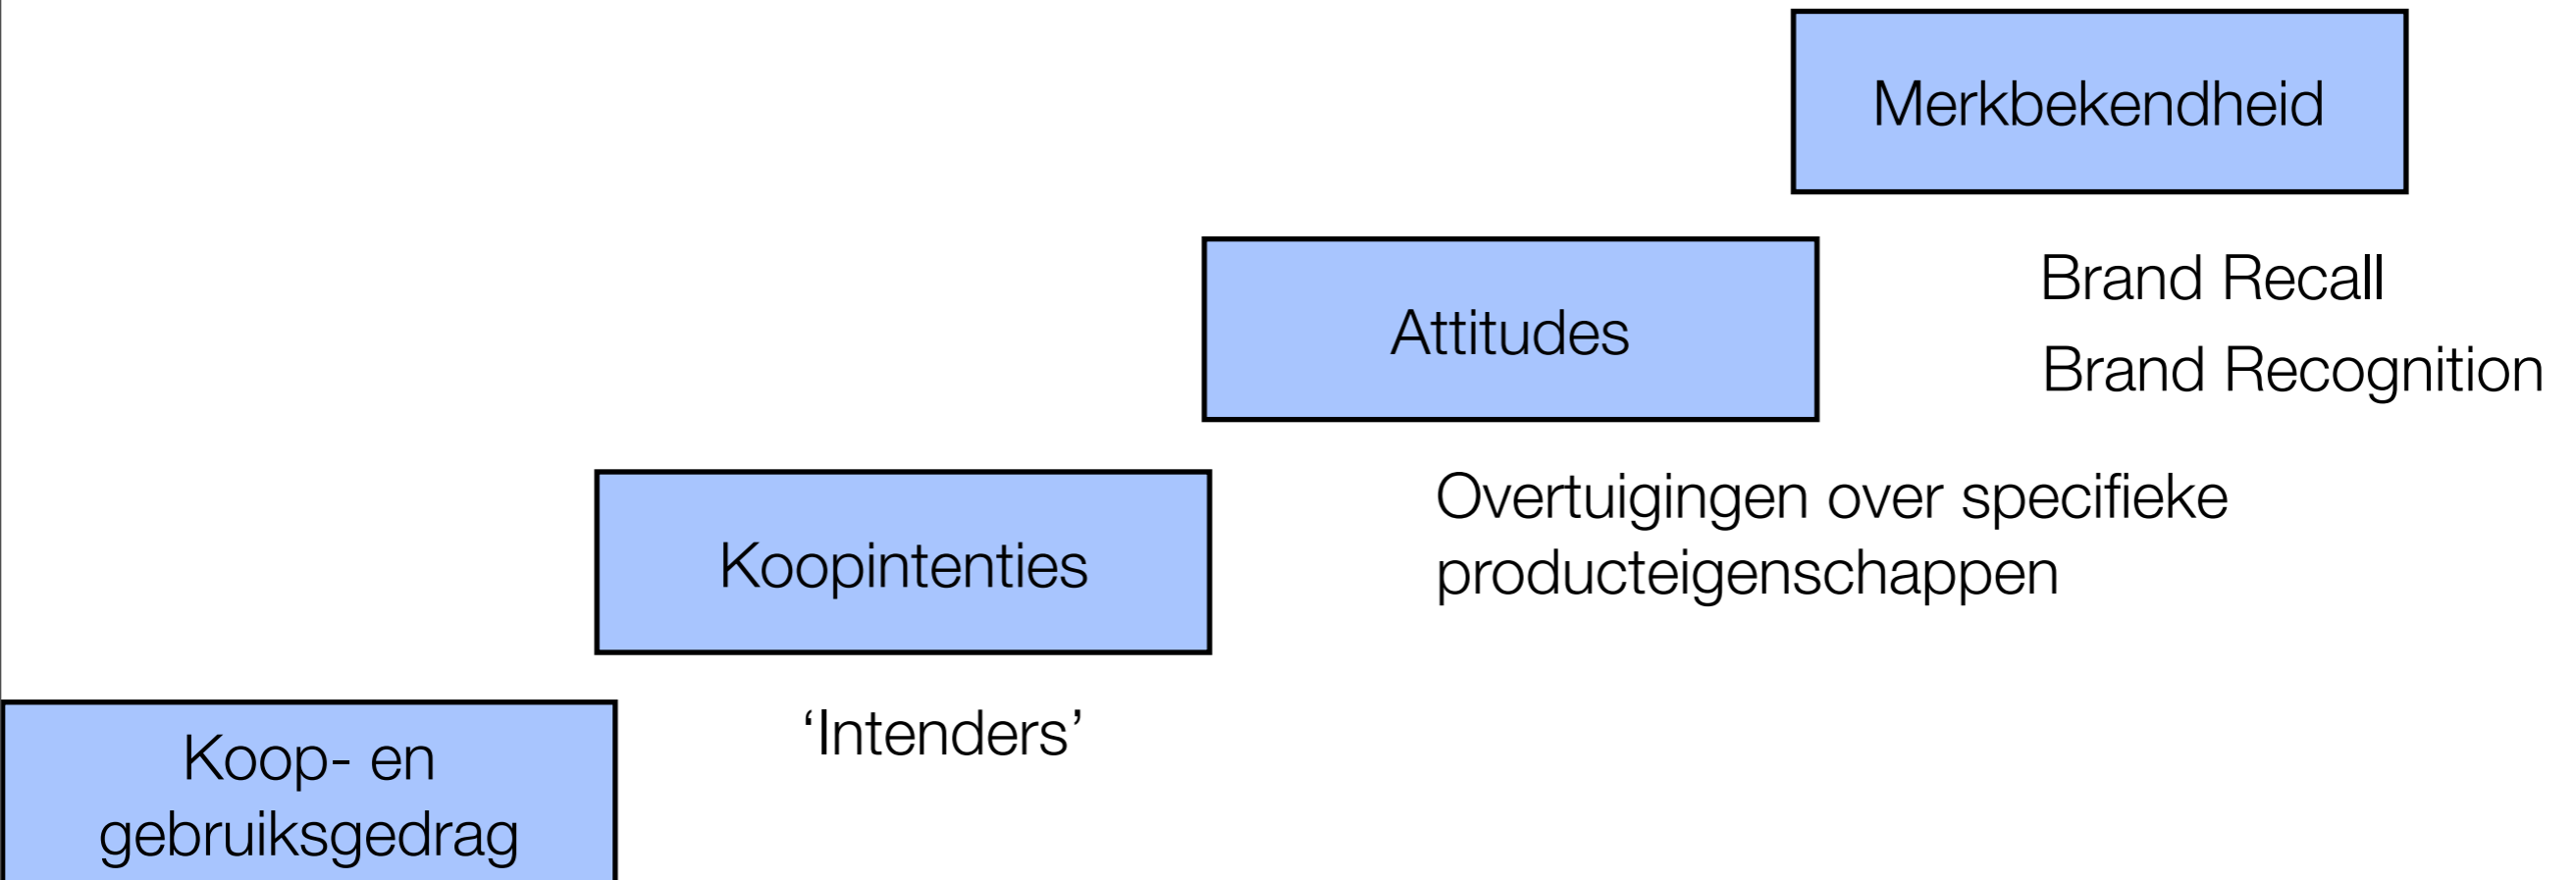 Merkbekendheid
Brand Recall
Brand Recognition
Attitudes
Overtuigingen over specifieke
producteigenschappen
Koopintenties
‘Intenders’
Koop- en
gebruiksgedrag